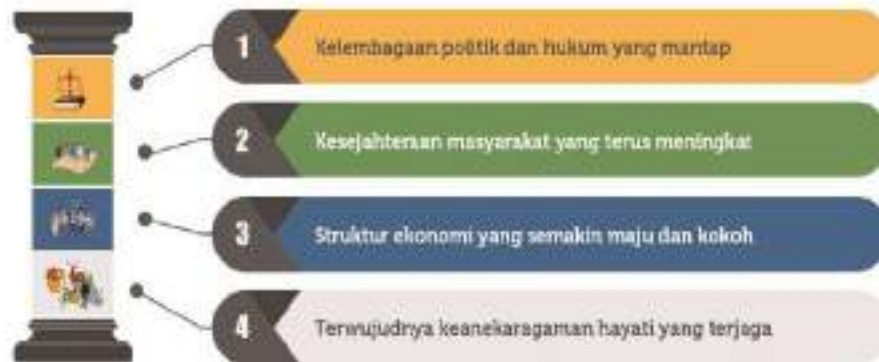 1
Kelembagaan politik dan hukum yang mantap
2
Kesejahteraan masyarakat yang terus meningkat
3
Struktur ekonomi yang semakin maju dan kokoh
4
Terwujudnya keanekaragaman hayati yang terjaga